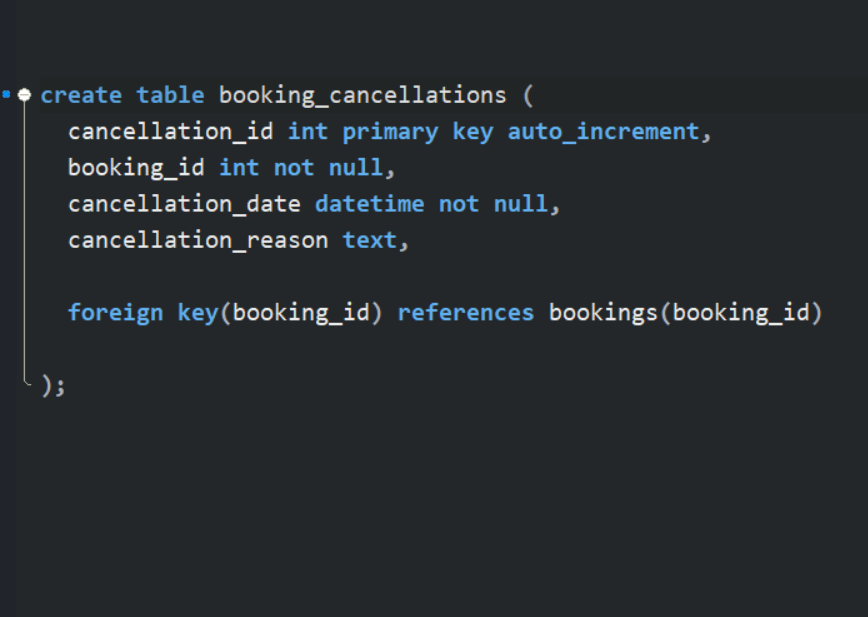 create table booking_cancellations (
cancellation_id int primary key auto_increment,
booking_id int not null,
cancellation_date datetime not null,
cancellation_reason text,
foreign key(booking_id) references bookings(booking_id)
);